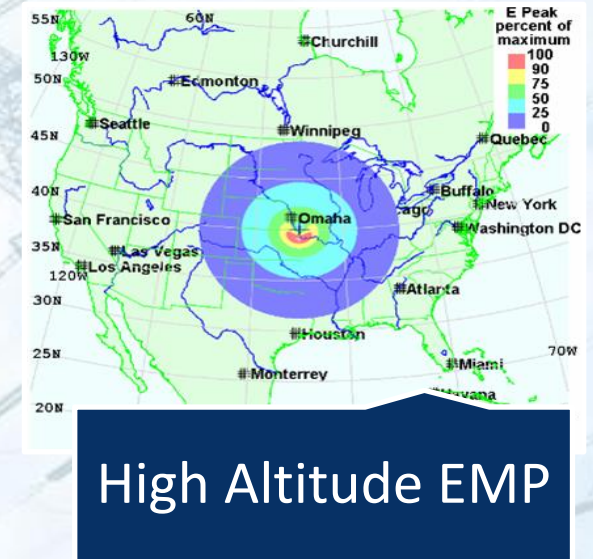 55N
60N
E Peak
percent of
maximum
130W
Churchill
100
90
75
50
25
0
50N
Edmonton
Seattle
Winnipeg
Quebec
45N
40N
Buffalo
cago
New York
San Francisco
Omaha
Washington DC
35N
Las Vegas
Los Angeles
120W
Atlanta
30N
Houston
25N
70W
Miami
Monterrey
20N
High Altitude EMP